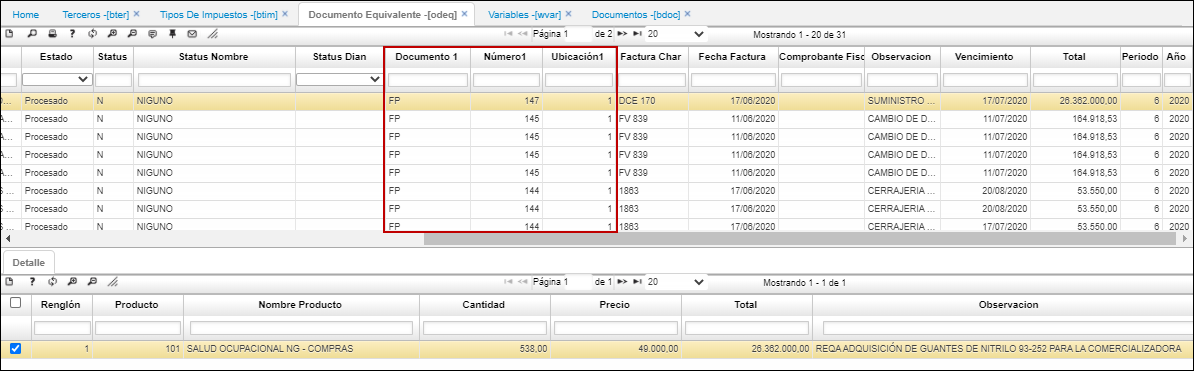 Home Terceros -[bter] × Tipos De Impuestos -[btim] × Documento Equivalente -[odeq] × Variables -[wvar] × Documentos -[bdoc] ×
Página 1 de 2 20 Mostrando 1 - 20 de 31
Estado Status Status Nombre Status Dian Documento 1 Número1 Ubicación1 Factura Char Fecha Factura Comprobante Fisc Observacion Vencimiento Total Periodo Año
Procesado N NIGUNO FP 147 1 DCE 170 17/06/2020 SUMINISTRO ... 17/07/2020 26.362.000,00 6 2020
A... Procesado N NIGUNO FP 145 1 FV 839 11/06/2020 CAMBIO DE D... 11/07/2020 164.918,53 6 2020
A... Procesado N NIGUNO FP 145 1 FV 839 11/06/2020 CAMBIO DE D... 11/07/2020 164.918,53 6 2020
A... Procesado N NIGUNO FP 145 1 FV 839 11/06/2020 CAMBIO DE D... 11/07/2020 164.918,53 6 2020
A... Procesado N NIGUNO FP 145 1 FV 839 11/06/2020 CAMBIO DE D... 11/07/2020 164.918,53 6 2020
S ... Procesado N NIGUNO FP 144 1 1863 17/06/2020 CERRAJERIA ... 20/08/2020 53.550,00 6 2020
S ... Procesado N NIGUNO FP 144 1 1863 17/06/2020 CERRAJERIA ... 20/08/2020 53.550,00 6 2020
S ... Procesado N NIGUNO FP 144 1 1863 17/06/2020 CERRAJERIA ... 17/07/2020 53.550,00 6 2020
Detalle
Página 1 de 1 20 Mostrando 1 - 1 de 1
Renglón Producto Nombre Producto Cantidad Precio Total Observacion
1 101 SALUD OCUPACIONAL NG - COMPRAS 538,00 49.000,00 26.362.000,00 REQA ADQUISICIÓN DE GUANTES DE NITRILO 93-252 PARA LA COMERCIALIZADORA